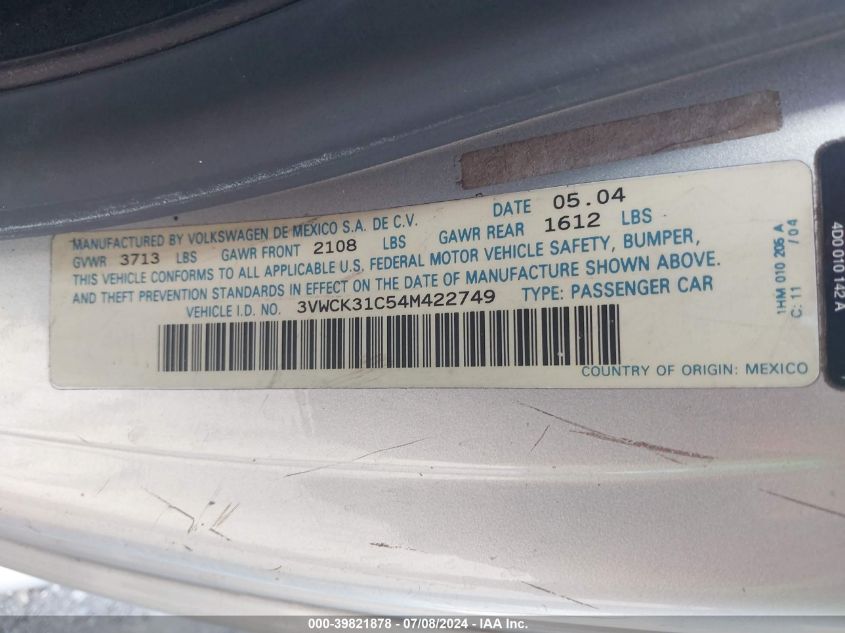 MANUFACTURED BY VOLKSWAGEN DE MEXICO S.A. DE C.V. DATE 05.04
GVWR 3713 LBS GAWR FRONT 2108 LBS GAWR REAR 1612 LBS
THIS VEHICLE CONFORMS TO ALL APPLICABLE U.S. FEDERAL MOTOR VEHICLE SAFETY, BUMPER,
AND THEFT PREVENTION STANDARDS IN EFFECT ON THE DATE OF MANUFACTURE SHOWN ABOVE.
VEHICLE I.D. NO. 3VWCK31C54M422749 TYPE: PASSENGER CAR
COUNTRY OF ORIGIN: MEXICO
1HM 010 205 A
C: 11 / 04
4D0 010 142 A
000-39821878 - 07/08/2024 - IAA Inc.